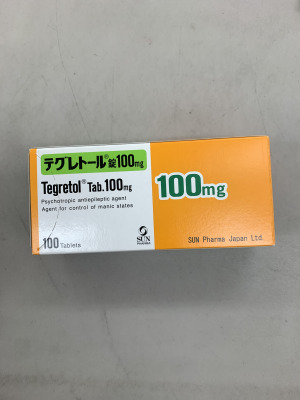 テグレトール®錠100mg
Tegretol® Tab.100mg
Psychotropic antiepileptic agent
Agent for control of manic states
100 Tablets
SUN
PHARMA
100mg
SUN Pharma Japan Ltd.